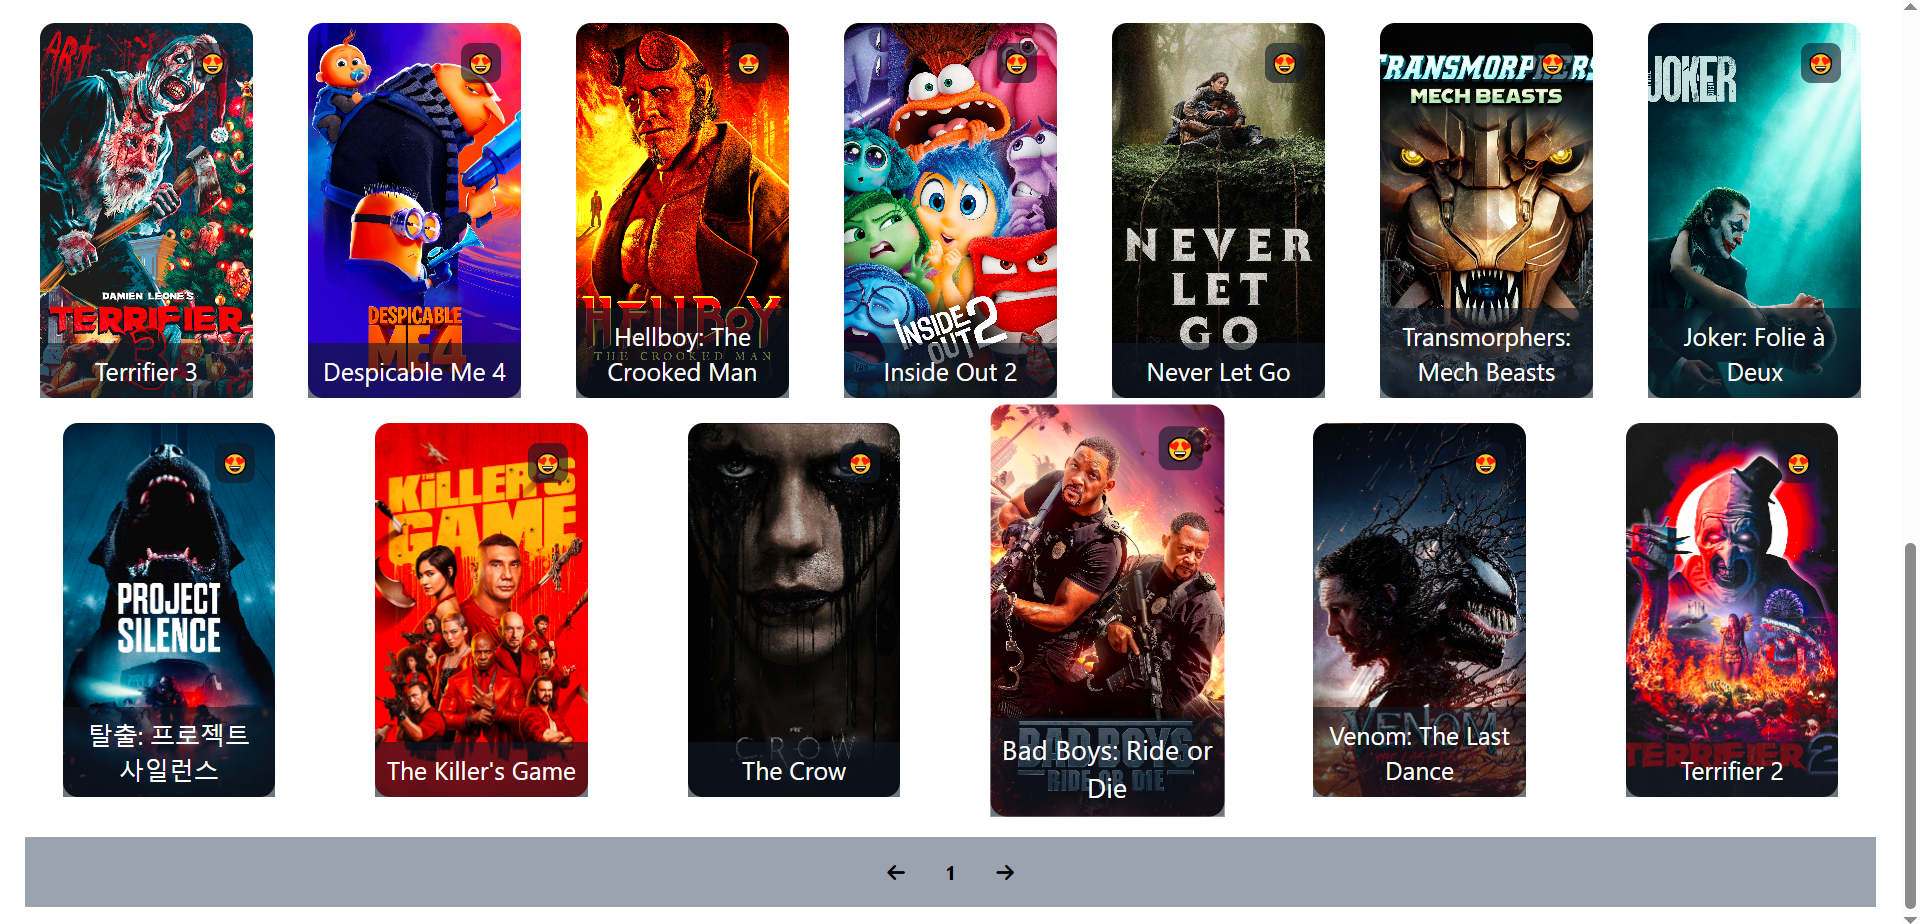 ART
DAMIEN LEONE'S
TERRIFIER
3
Terrifier 3
DESPICABLE
ME 4
Despicable Me 4
HELLBOY
THE CROOKED MAN
Hellboy: The
Crooked Man
INSIDE
OUT 2
Inside Out 2
NEVER
LET
GO
Never Let Go
TRANSMORPHERS
MECH BEASTS
Transmorphers:
Mech Beasts
JOKER
Joker: Folie à
Deux
PROJECT
SILENCE
탈출: 프로젝트
사일런스
THE
KILLER'S
GAME
The Killer's Game
THE
CROW
The Crow
BAD BOYS
RIDE OR DIE
Bad Boys: Ride or
Die
VENOM
Venom: The Last
Dance
TERRIFIER 2
Terrifier 2
← 1 →